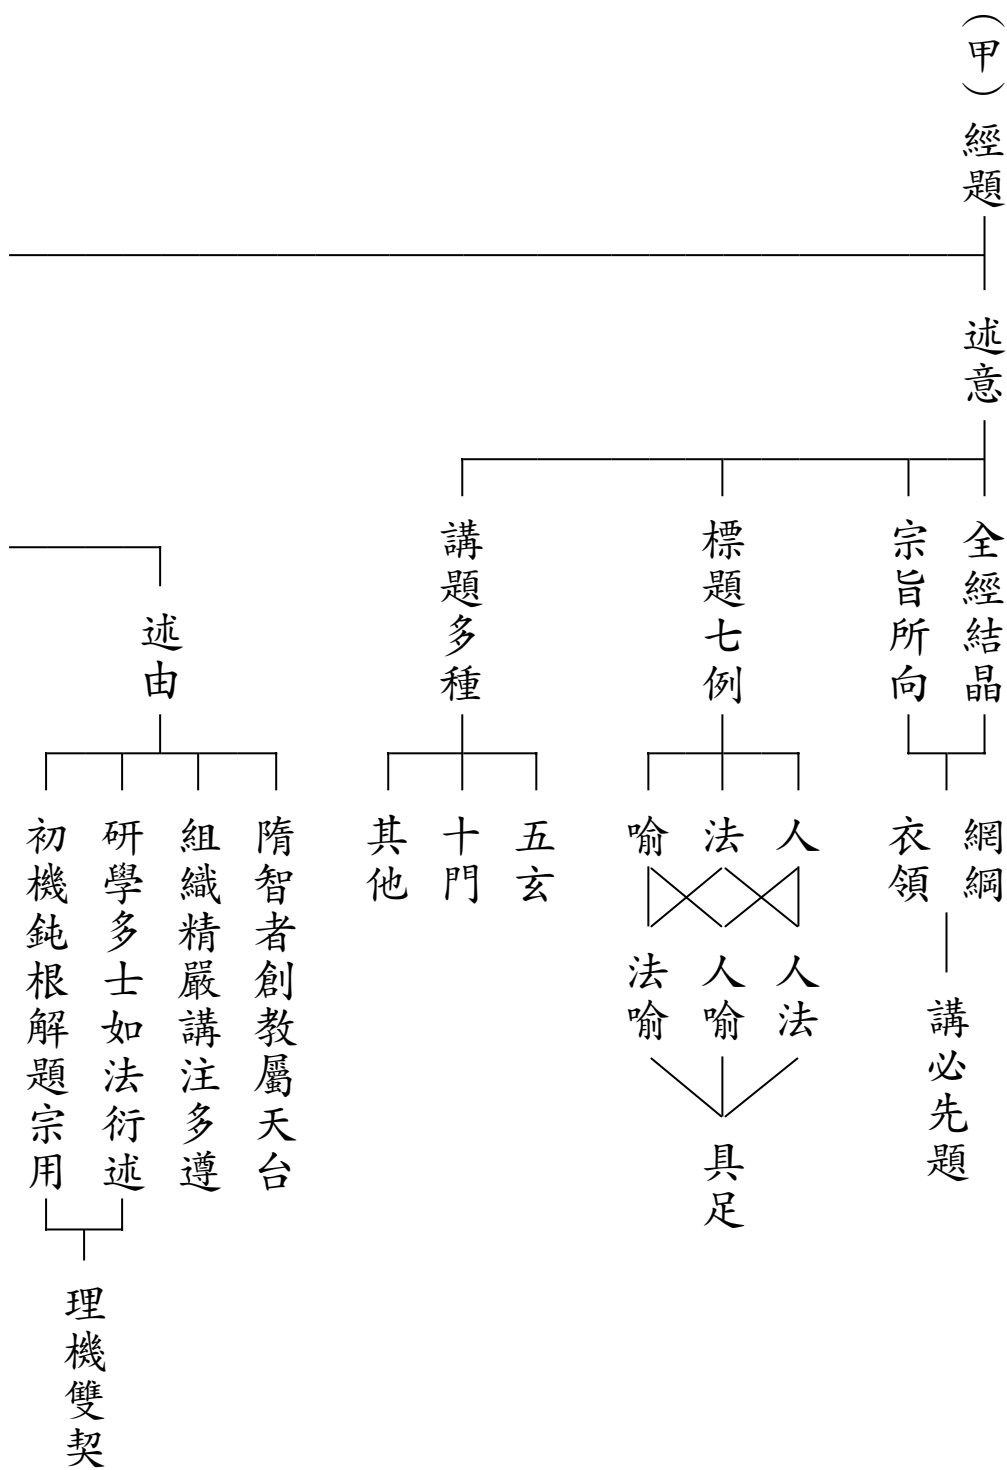 （甲）經題
述意
全經結晶
宗旨所向
網綱
衣領
講必先題
標題七例
人
法
喻
人法
人喻
法喻
具足
講題多種
五玄
十門
其他
述由
隋智者創教屬天台
組織精嚴講注多遵
研學多士如法衍述
初機鈍根解題宗用
理機雙契